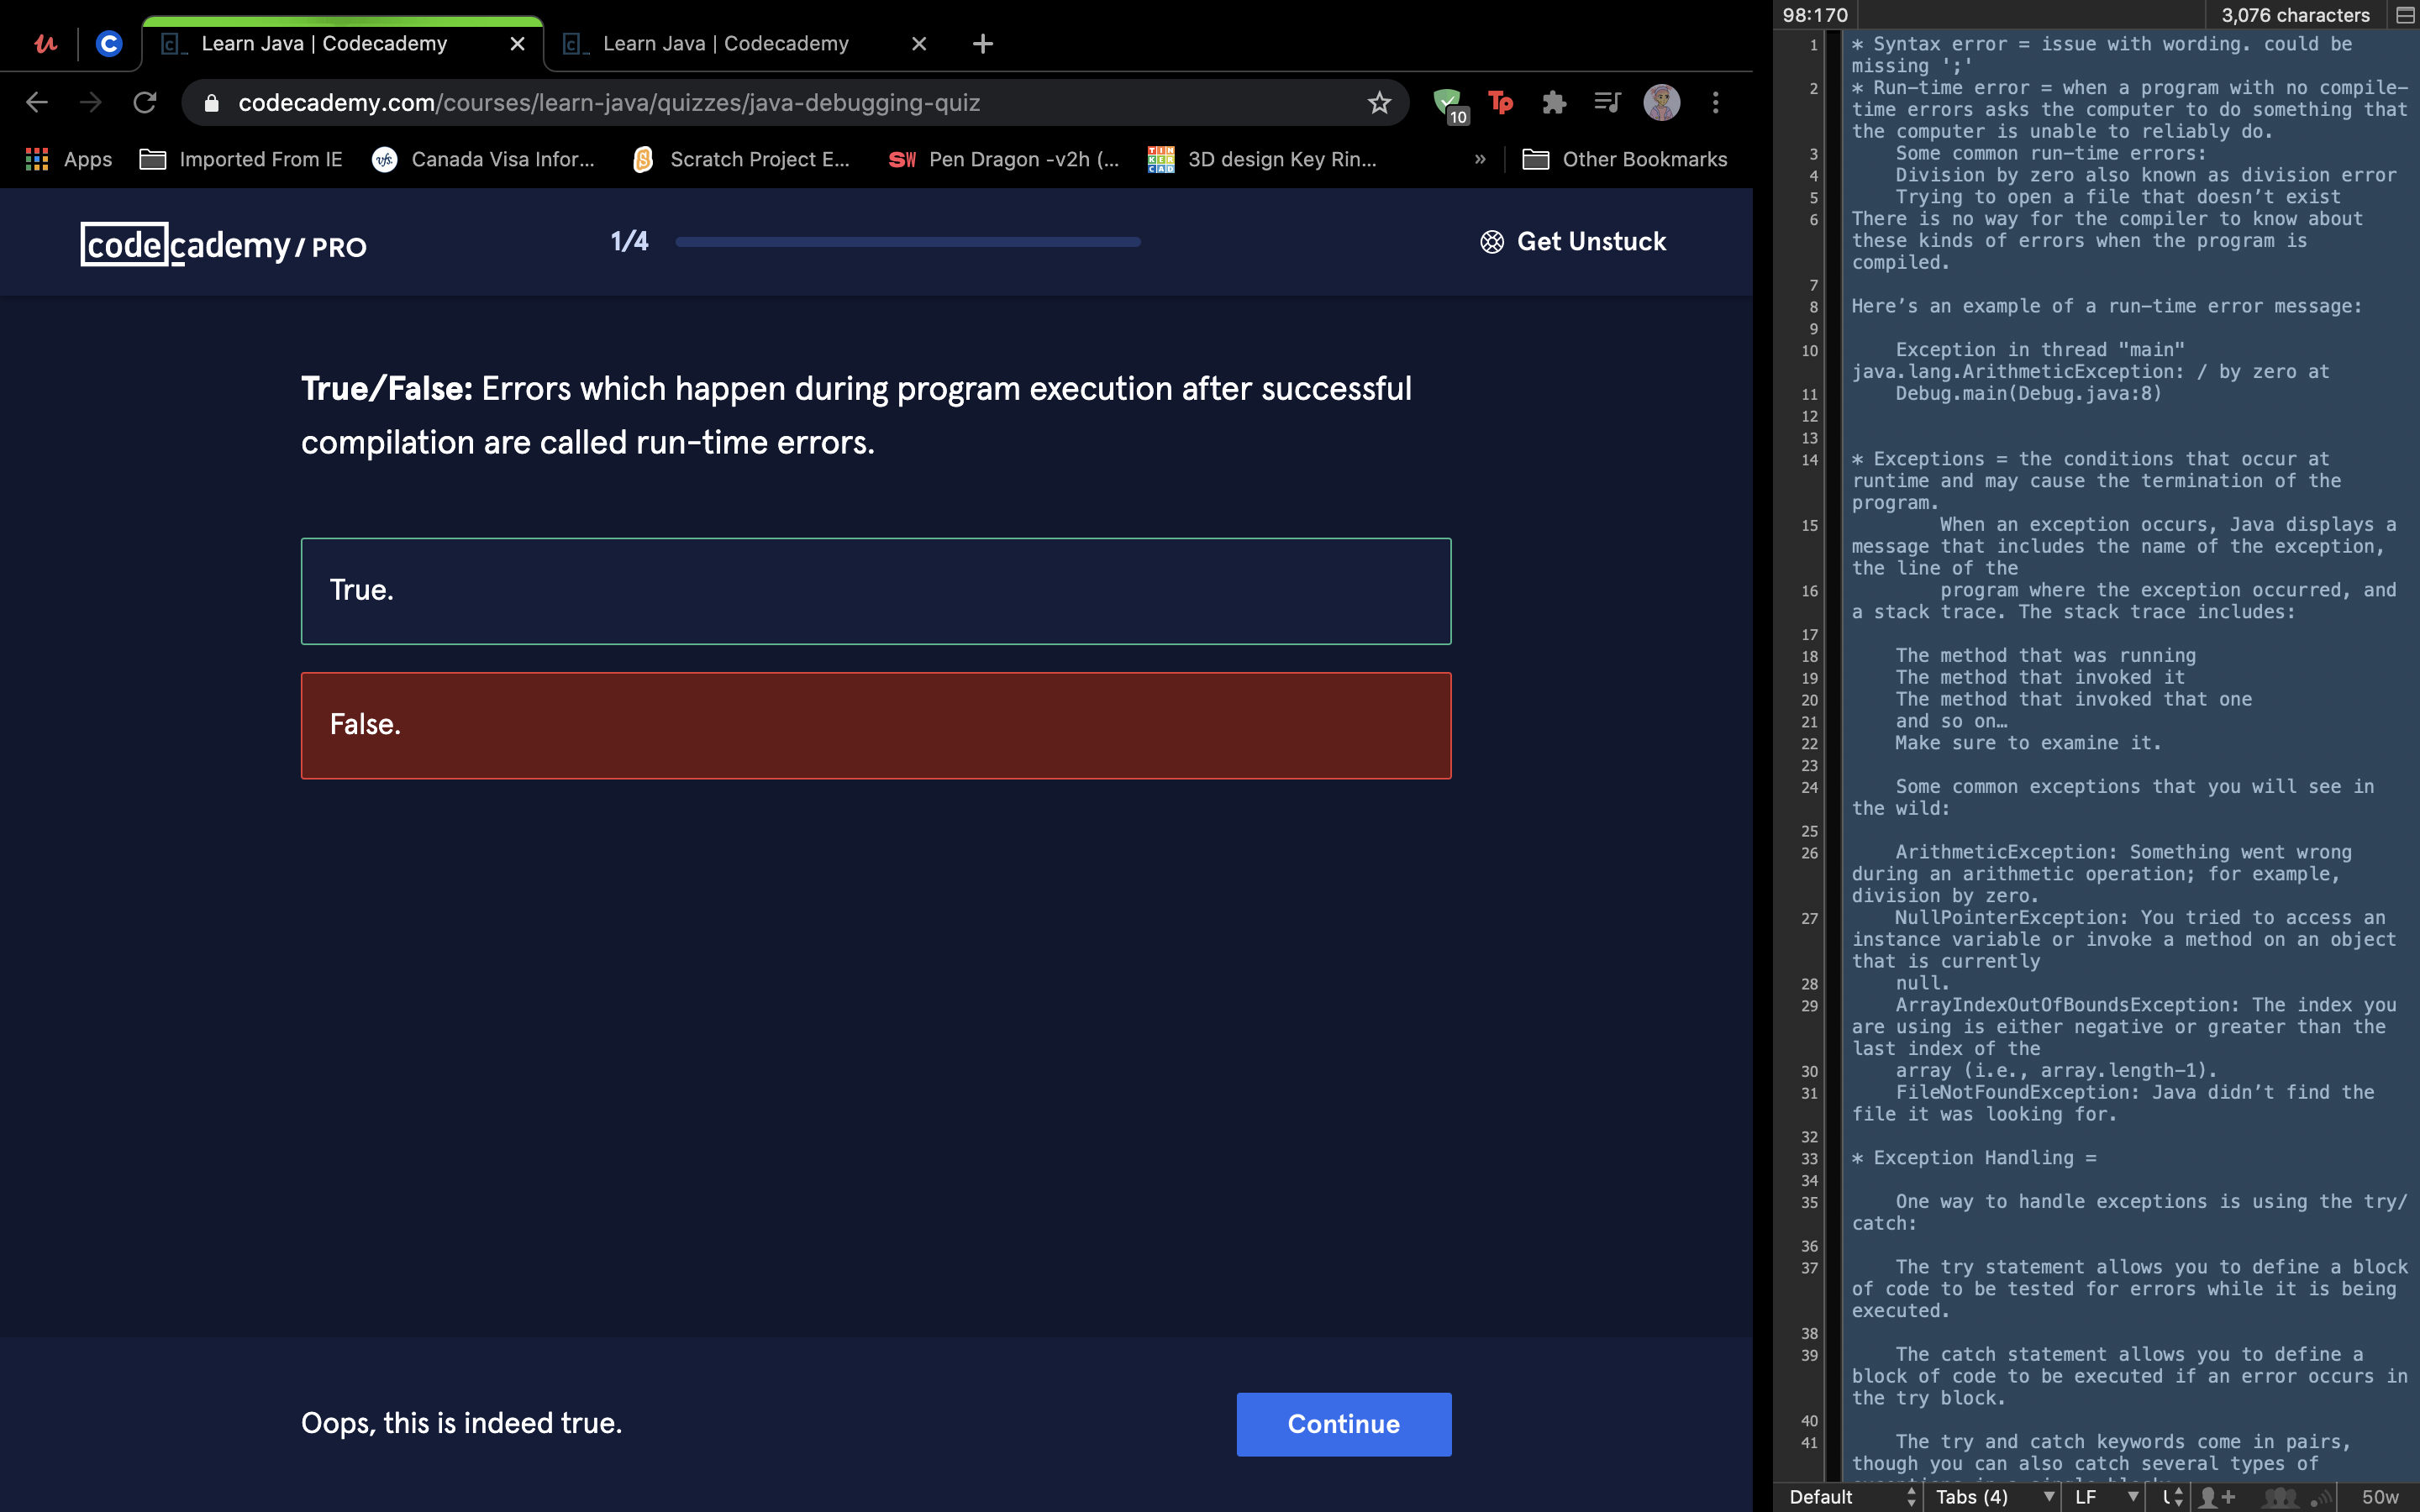 Learn Java | Codecademy
Learn Java | Codecademy
codecademy.com/courses/learn-java/quizzes/java-debugging-quiz
10
Tp
Apps
Imported From IE
vfs
Canada Visa Infor...
Scratch Project E...
SW
Pen Dragon -v2h (...
TINKERCAD
3D design Key Rin...
»
Other Bookmarks
codecademy / PRO
1/4
Get Unstuck
True/False: Errors which happen during program execution after successful
compilation are called run-time errors.
True.
False.
Oops, this is indeed true.
Continue
98:170
3,076 characters
1 * Syntax error = issue with wording. could be
missing ';'
2 * Run-time error = when a program with no compile-
time errors asks the computer to do something that
the computer is unable to reliably do.
3 Some common run-time errors:
4 Division by zero also known as division error
5 Trying to open a file that doesn’t exist
6 There is no way for the compiler to know about
these kinds of errors when the program is
compiled.
7
8 Here’s an example of a run-time error message:
9
10 Exception in thread "main"
java.lang.ArithmeticException: / by zero at
11 Debug.main(Debug.java:8)
12
13
14 * Exceptions = the conditions that occur at
runtime and may cause the termination of the
program.
15 When an exception occurs, Java displays a
message that includes the name of the exception,
the line of the
16 program where the exception occurred, and
a stack trace. The stack trace includes:
17
18 The method that was running
19 The method that invoked it
20 The method that invoked that one
21 and so on…
22 Make sure to examine it.
23
24 Some common exceptions that you will see in
the wild:
25
26 ArithmeticException: Something went wrong
during an arithmetic operation; for example,
division by zero.
27 NullPointerException: You tried to access an
instance variable or invoke a method on an object
that is currently
28 null.
29 ArrayIndexOutOfBoundsException: The index you
are using is either negative or greater than the
last index of the
30 array (i.e., array.length-1).
31 FileNotFoundException: Java didn’t find the
file it was looking for.
32
33 * Exception Handling =
34
35 One way to handle exceptions is using the try/
catch:
36
37 The try statement allows you to define a block
of code to be tested for errors while it is being
executed.
38
39 The catch statement allows you to define a
block of code to be executed if an error occurs in
the try block.
40
41 The try and catch keywords come in pairs,
though you can also catch several types of
Default
Tabs (4)
LF
50w